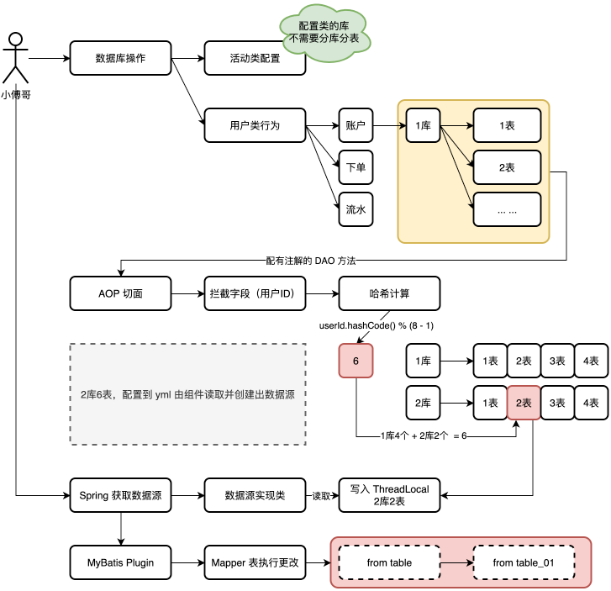 配置类的库
不需要分库分表
小傅哥
数据库操作
活动类配置
用户类行为
账户
1库
1表
下单
2表
流水
... ...
配有注解的 DAO 方法
AOP 切面
拦截字段（用户ID）
哈希计算
userId.hashCode() % (8 - 1)
6
1库
1表
2表
3表
4表
2库6表，配置到 yml 由组件读取并创建出数据源
2库
1表
2表
3表
4表
1库4个 + 2库2个 = 6
Spring 获取数据源
数据源实现类
读取
写入 ThreadLocal
2库2表
MyBatis Plugin
Mapper 表执行更改
from table
from table_01